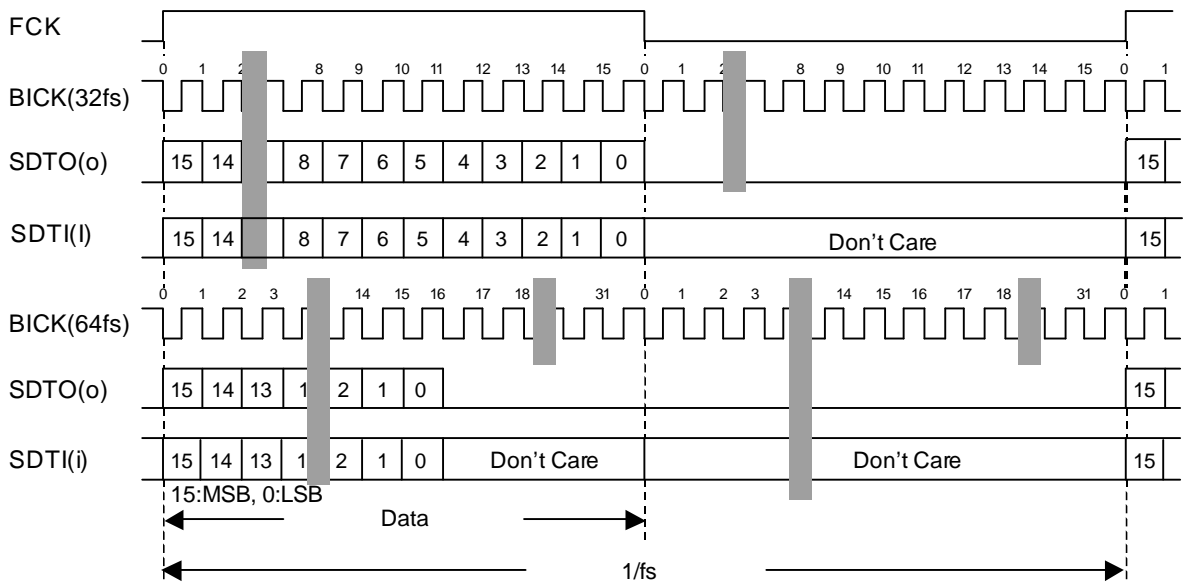 FCK
0 1 8 9 10 11 12 13 14 15 0 1 8 9 10 11 12 13 14 15 0 1
BICK(32fs)
SDTO(o) 15 14 8 7 6 5 4 3 2 1 0 15
SDTI(I) 15 14 8 7 6 5 4 3 2 1 0 Don't Care 15
0 1 2 3 14 15 16 17 18 31 0 1 2 3 14 15 16 17 18 31 0 1
BICK(64fs)
SDTO(o) 15 14 13 2 1 0 15
SDTI(i) 15 14 13 2 1 0 Don't Care Don't Care 15
15:MSB, 0:LSB
Data
1/fs